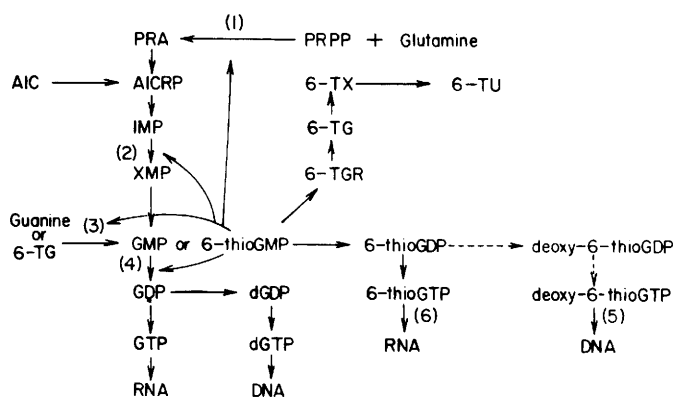 (1)
PRA PRPP + Glutamine
AIC AICRP 6-TX 6-TU
IMP 6-TG
(2)
XMP 6-TGR
Guanine (3)
or GMP or 6-thioGMP 6-thioGDP deoxy-6-thioGDP
6-TG
(4)
GDP dGDP 6-thioGTP deoxy-6-thioGTP
(6) (5)
GTP dGTP RNA DNA
RNA DNA